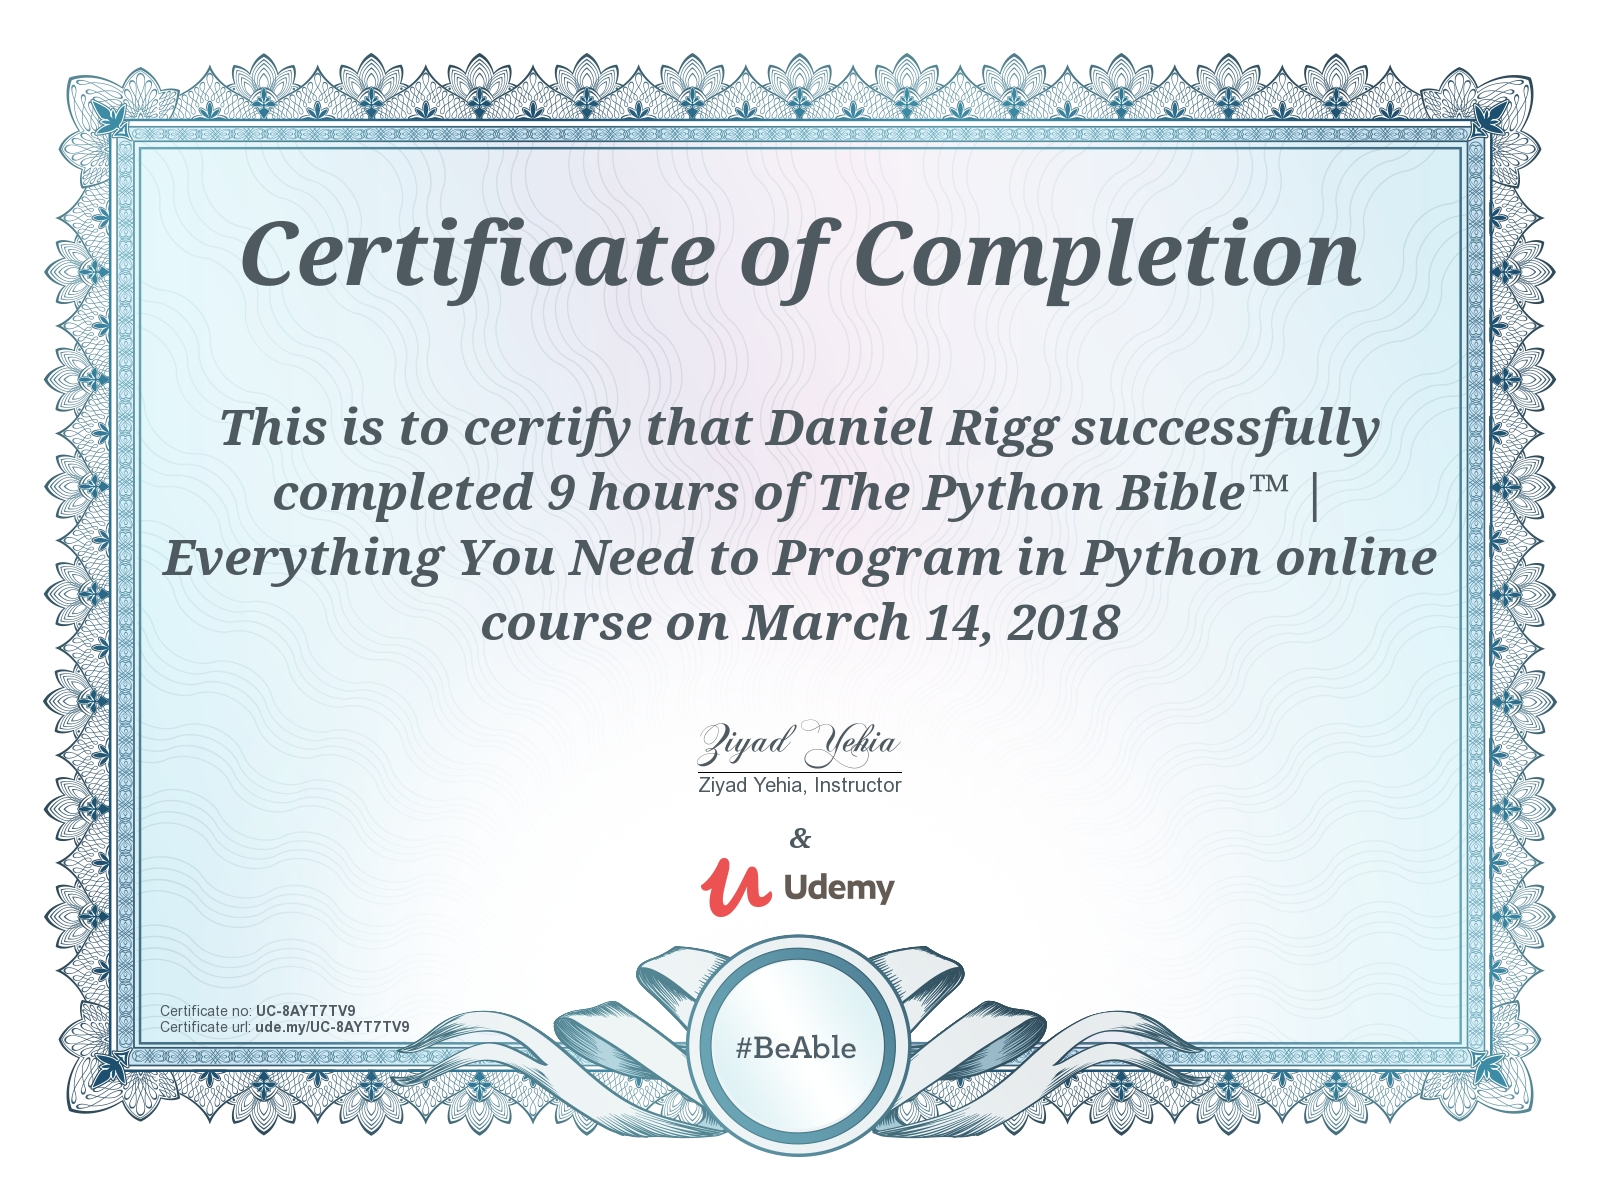 Certificate of Completion
This is to certify that Daniel Rigg successfully
completed 9 hours of The Python Bible™ |
Everything You Need to Program in Python online
course on March 14, 2018
Ziyad Yehia
Ziyad Yehia, Instructor
&
Udemy
Certificate no: UC-8AYT7TV9
Certificate url: ude.my/UC-8AYT7TV9
#BeAble